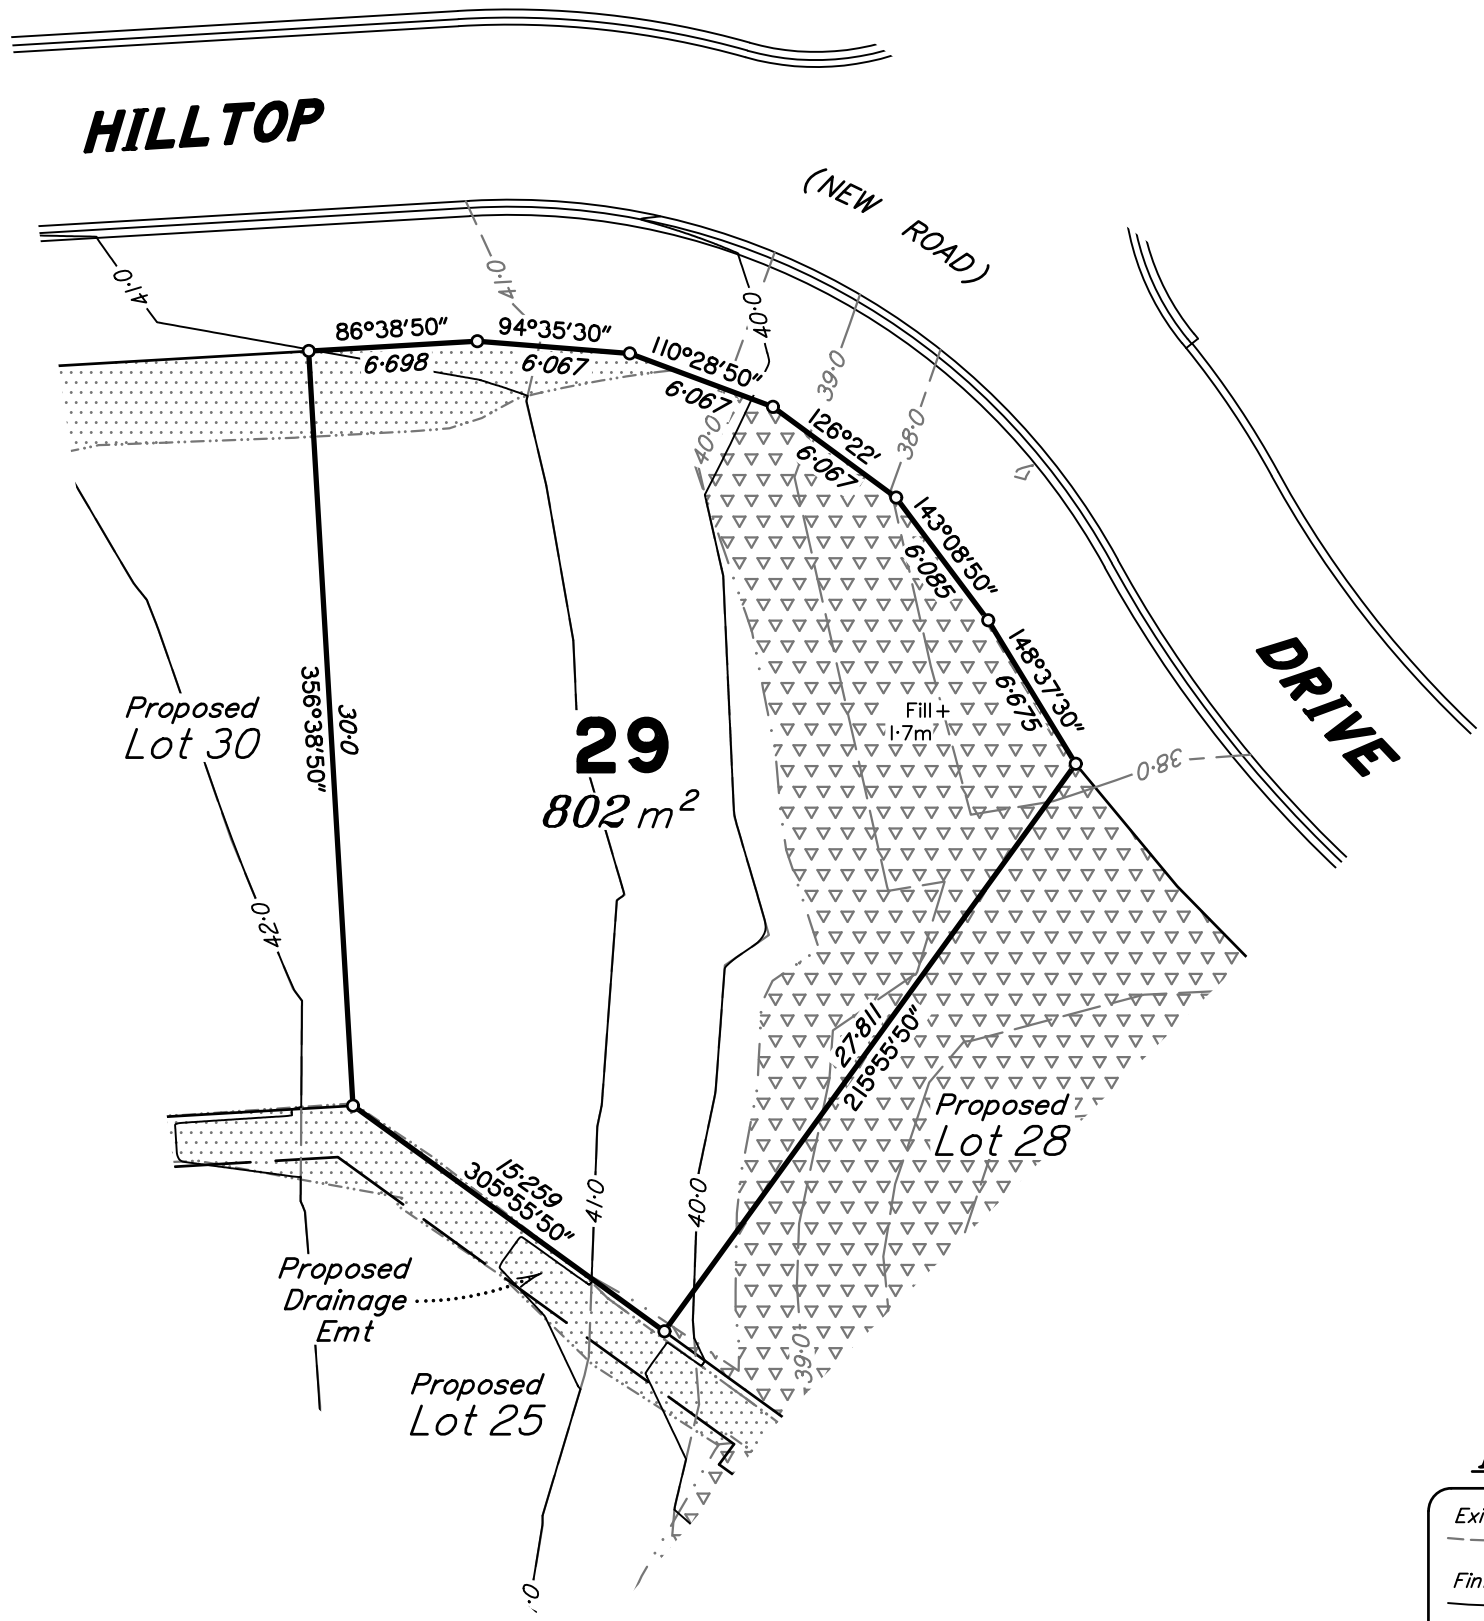 HILLTOP
(NEW ROAD)
DRIVE
41·0
41·0
40·0
39·0
38·0
86°38'50"
6·698
94°35'30"
6·067
110°28'50"
6·067
126°22'
6·067
40·0
143°08'50"
6·085
148°37'30"
6·675
Fill+
1·7m
38·0
356°38'50"
30·0
Proposed
Lot 30
29
802 m²
42·0
27·811
215°55'50"
Proposed
Lot 28
15·259
305°55'50"
41·0
40·0
Proposed
Drainage
Emt
39·0
Proposed
Lot 25